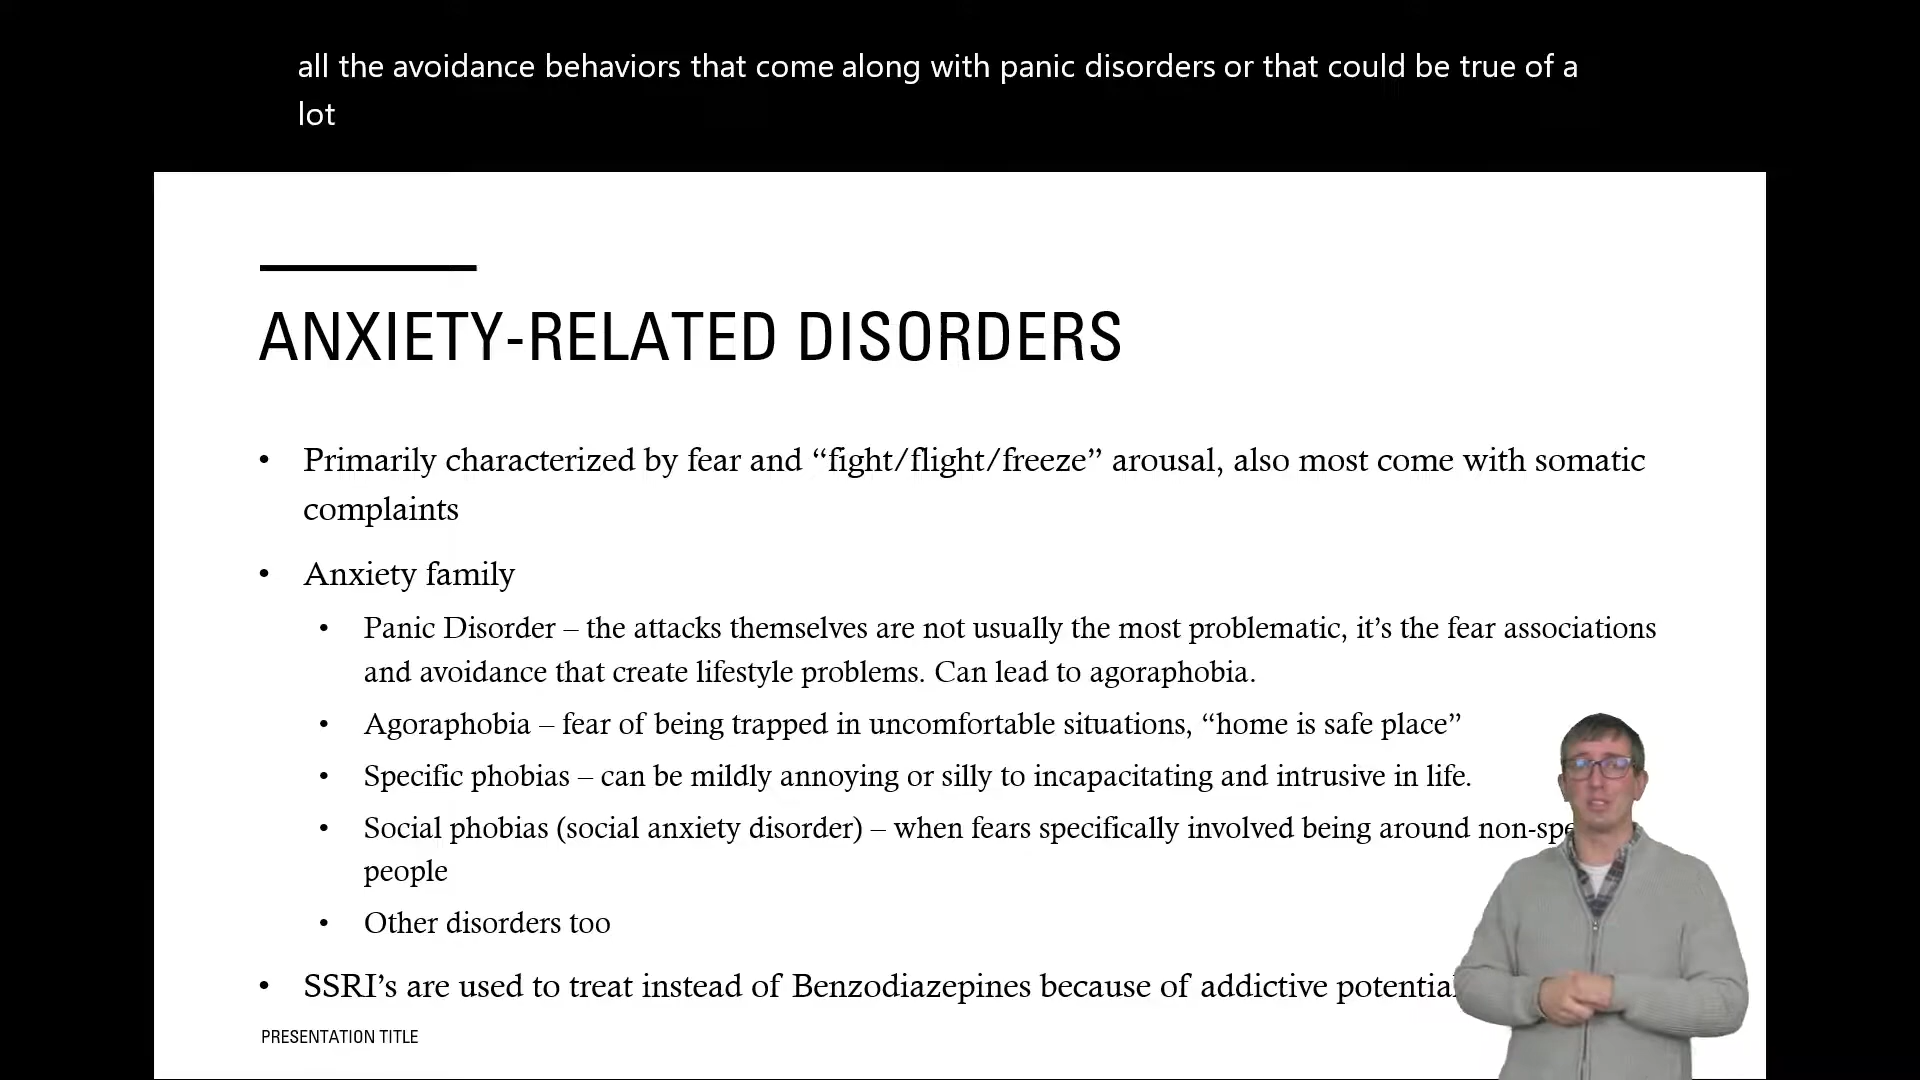 all the avoidance behaviors that come along with panic disorders or that could be true of a
lot
ANXIETY-RELATED DISORDERS
• Primarily characterized by fear and “fight/flight/freeze” arousal, also most come with somatic
complaints
• Anxiety family
• Panic Disorder – the attacks themselves are not usually the most problematic, it’s the fear associations
and avoidance that create lifestyle problems. Can lead to agoraphobia.
• Agoraphobia – fear of being trapped in uncomfortable situations, “home is safe place”
• Specific phobias – can be mildly annoying or silly to incapacitating and intrusive in life.
• Social phobias (social anxiety disorder) – when fears specifically involved being around
people
• Other disorders too
• SSRI’s are used to treat instead of Benzodiazepines because of addictive potential
PRESENTATION TITLE